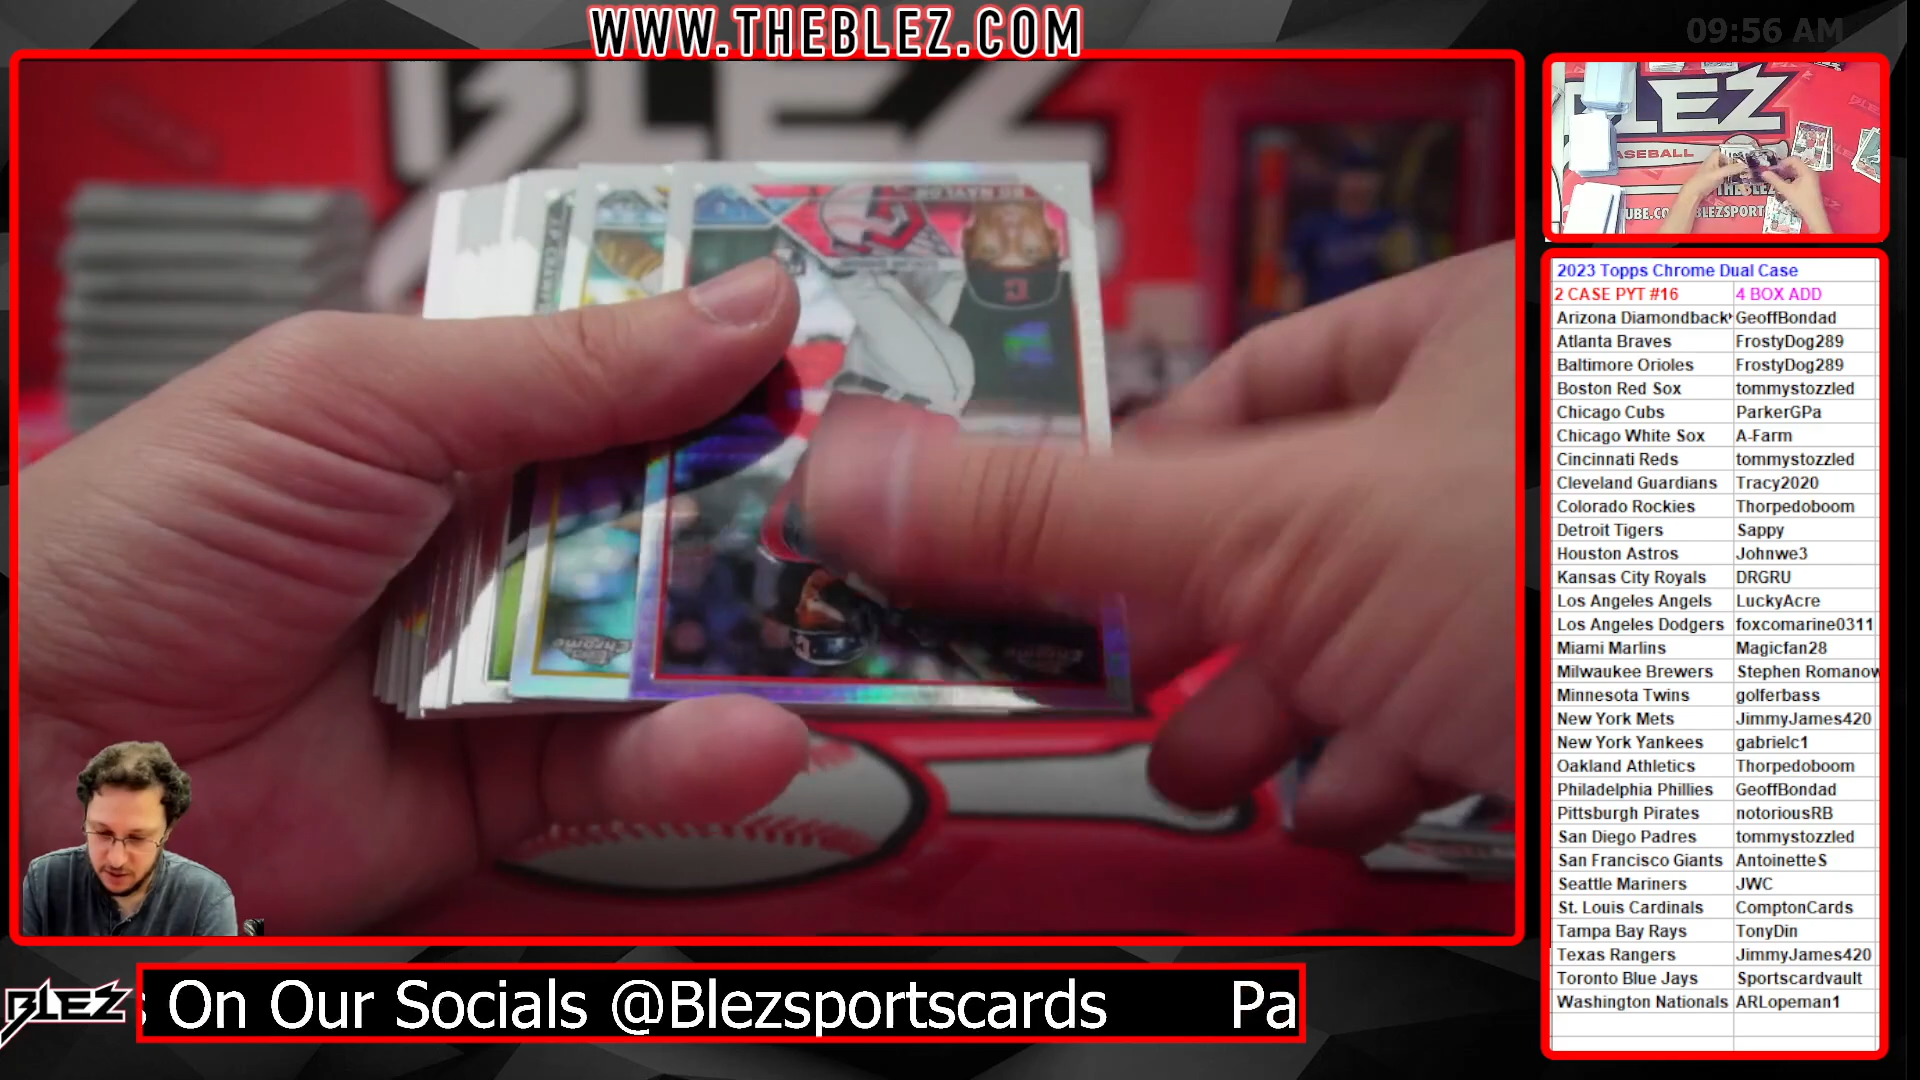 WWW.THEBLEZ.COM
09:56 AM
BLEZ
BO NAYLOR
BLEZ
ASEBALL
2023 Topps Chrome Dual Case
2 CASE PYT #16 4 BOX ADD
Arizona Diamondback GeoffBondad
Atlanta Braves FrostyDog289
Baltimore Orioles FrostyDog289
Boston Red Sox tommystozzled
Chicago Cubs ParkerGPa
Chicago White Sox A-Farm
Cincinnati Reds tommystozzled
Cleveland Guardians Tracy2020
Colorado Rockies Thorpedoboom
Detroit Tigers Sappy
Houston Astros Johnwe3
Kansas City Royals DRGRU
Los Angeles Angels LuckyAcre
Los Angeles Dodgers foxcomarine0311
Miami Marlins Magicfan28
Milwaukee Brewers Stephen Romanow
Minnesota Twins golferbass
New York Mets JimmyJames420
New York Yankees gabrielc1
Oakland Athletics Thorpedoboom
Philadelphia Phillies GeoffBondad
Pittsburgh Pirates notoriousRB
San Diego Padres tommystozzled
San Francisco Giants AntoinetteS
Seattle Mariners JWC
St. Louis Cardinals ComptonCards
Tampa Bay Rays TonyDin
Texas Rangers JimmyJames420
Toronto Blue Jays Sportscardvault
Washington Nationals ARLopeman1
BLEZ
On Our Socials @Blezsportscards Pa